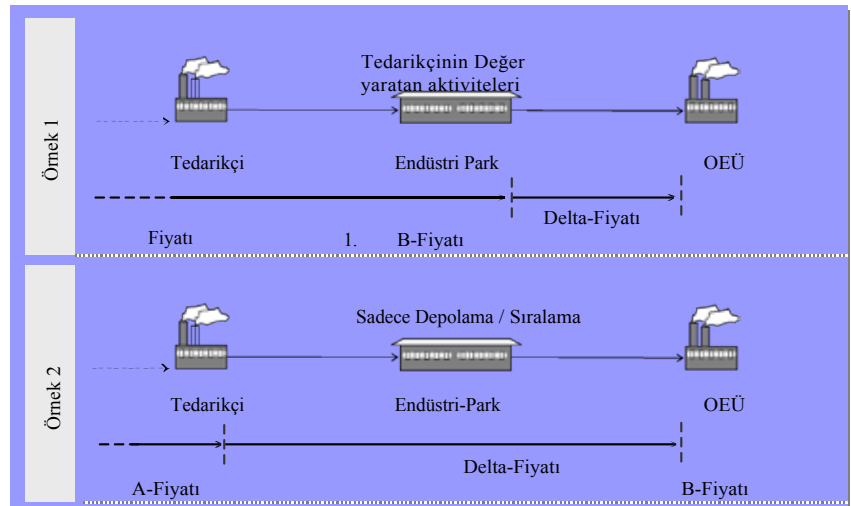 Örnek 1
Tedarikçinin Değer
yaratan aktiviteleri
Tedarikçi
Endüstri Park
OEÜ
Delta-Fiyatı
Fiyatı
1. B-Fiyatı
Örnek 2
Sadece Depolama / Sıralama
Tedarikçi
Endüstri-Park
OEÜ
Delta-Fiyatı
A-Fiyatı
B-Fiyatı